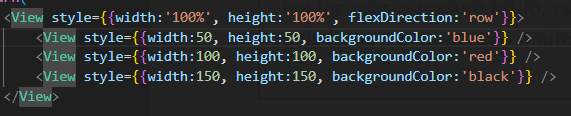 <View style={{width:'100%', height:'100%', flexDirection:'row'}}>
<View style={{width:50, height:50, backgroundColor:'blue'}} />
<View style={{width:100, height:100, backgroundColor:'red'}} />
<View style={{width:150, height:150, backgroundColor:'black'}} />
</View>